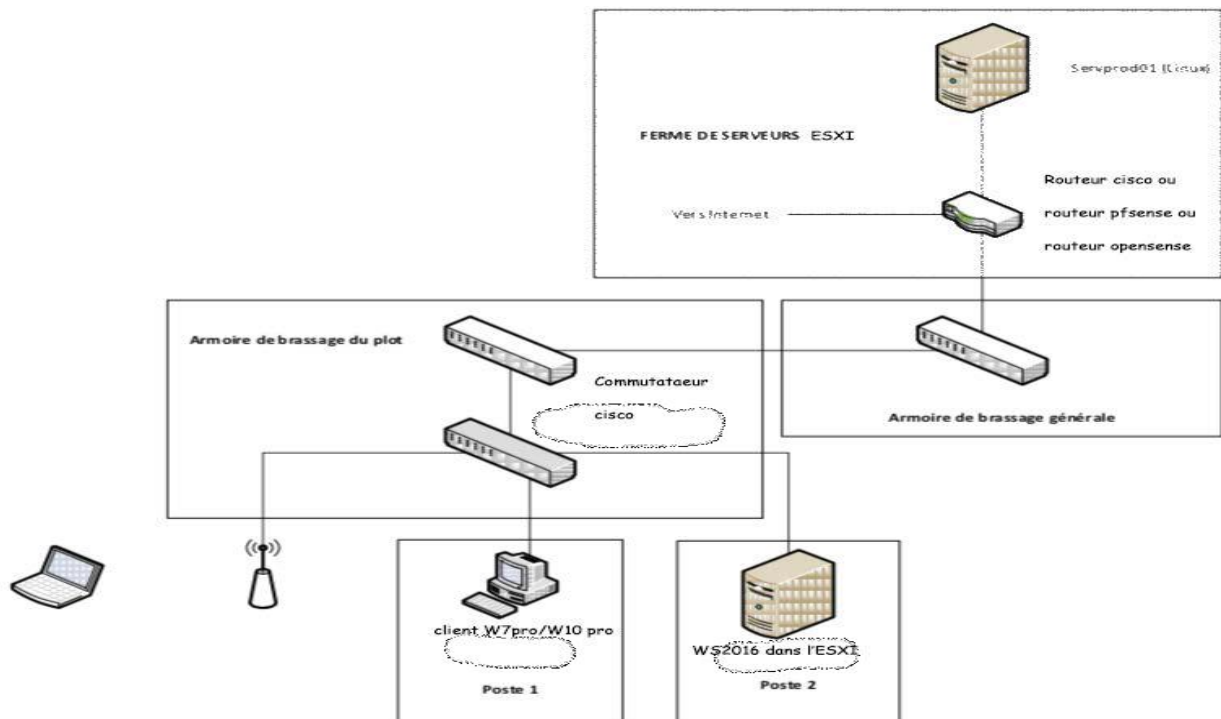 Servprod01 (Linux)
FERME DE SERVEURS ESXI
Routeur cisco ou
routeur pfsense ou
routeur opensense
Vers Internet
Armoire de brassage du plot
Commutataeur
cisco
Armoire de brassage générale
client W7pro/W10 pro
Poste 1
WS2016 dans l'ESXI
Poste 2